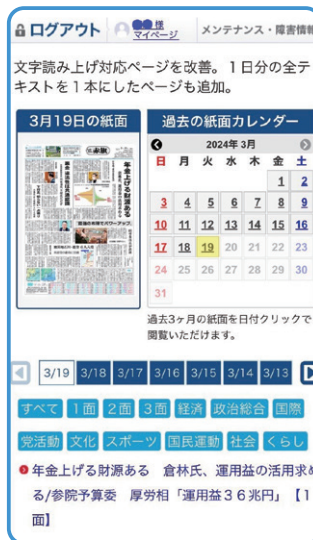 ログアウト
様
マイページ
メンテナンス・障害情報
文字読み上げ対応ページを改善。1日分の全テ
キストを1本にしたページも追加。
3月19日の紙面
過去の紙面カレンダー
赤旗
年金上げる財源ある
2024年 3月
日 月 火 水 木 金 土
1 2
3 4 5 6 7 8 9
10 11 12 13 14 15 16
17 18 19 20 21 22 23
24 25 26 27 28 29 30
31
過去3ヶ月の紙面を日付クリックで
閲覧いただけます。
3/19 3/18 3/17 3/16 3/15 3/14 3/13
すべて 1面 2面 3面 経済 政治総合 国際
党活動 文化 スポーツ 国民運動 社会 くらし
年金上げる財源ある 倉林氏、運用益の活用求め
る/参院予算委 厚労相「運用益36兆円」【1
面】